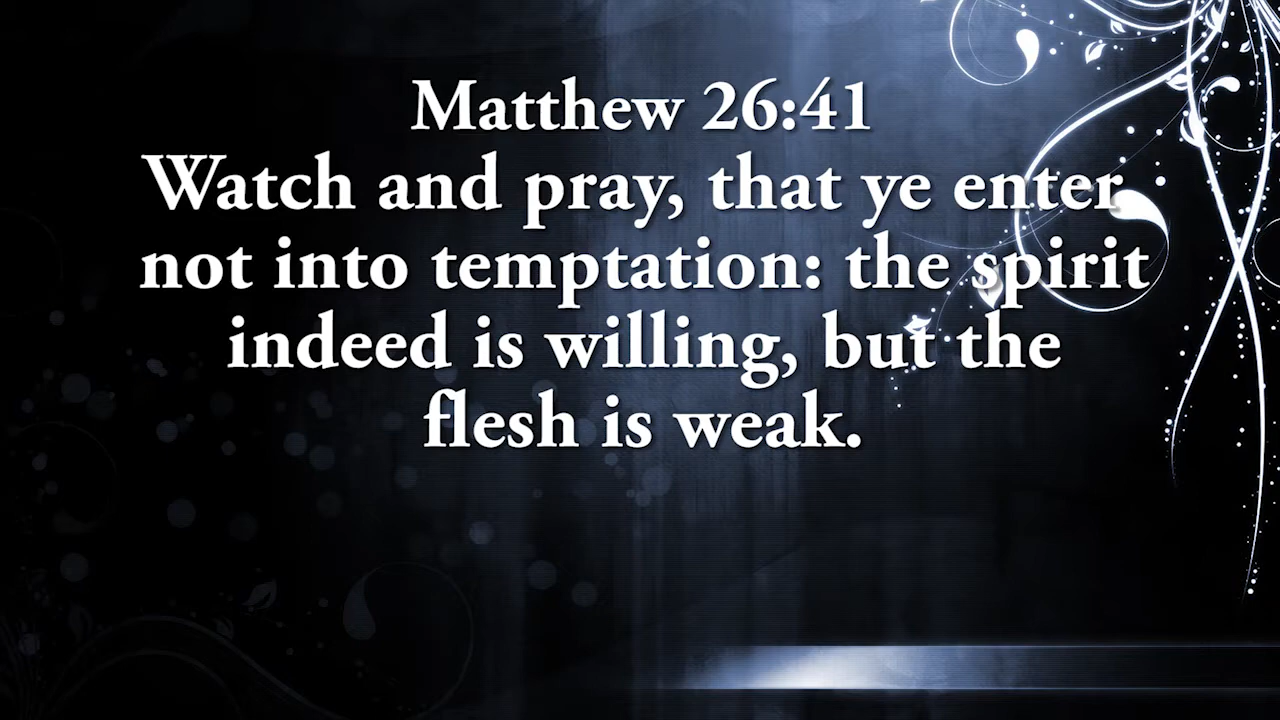 Matthew 26:41
Watch and pray, that ye enter
not into temptation: the spirit
indeed is willing, but the
flesh is weak.